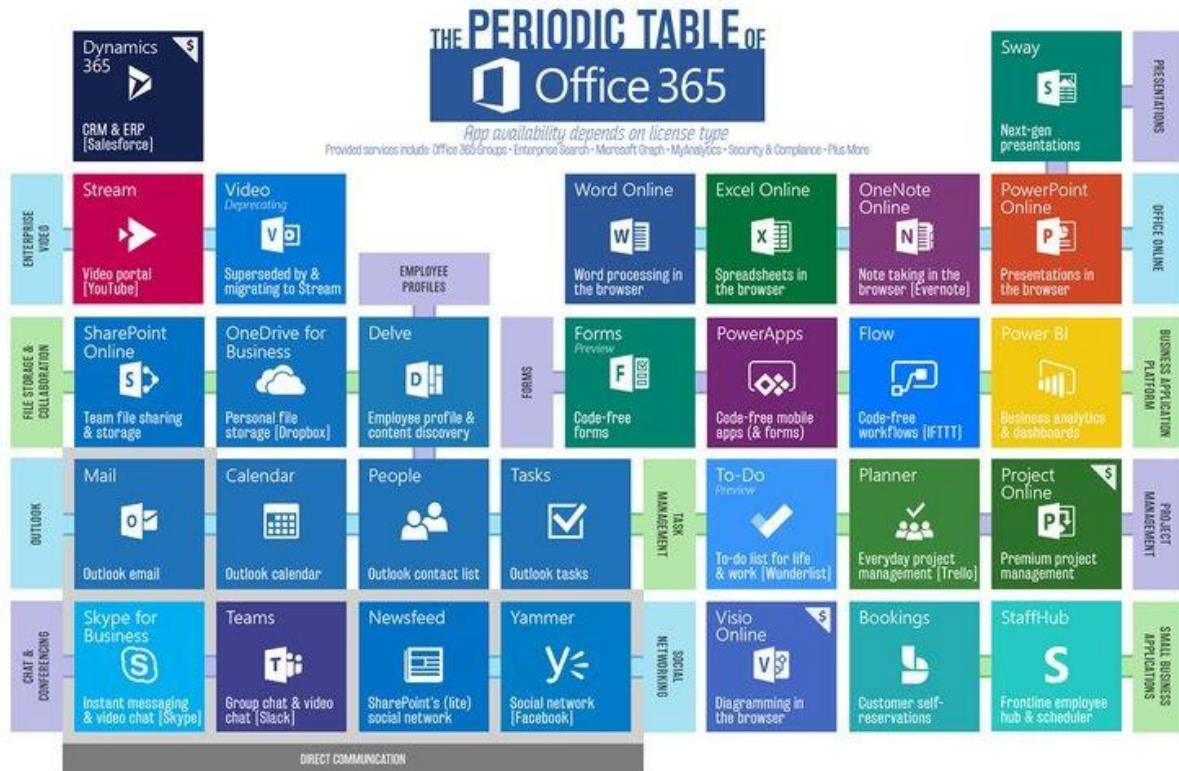 THE PERIODIC TABLE OF
Office 365
App availability depends on license type
Provided services include: Office 365 Groups • Enterprise Search • Microsoft Graph • MyAnalytics • Security & Compliance • Plus More
Dynamics
365
$
CRM & ERP
[Salesforce]
Sway
S
Next-gen
presentations
PRESENTATIONS
ENTERPRISE
VIDEO
Stream
Video portal
[YouTube]
Video
Deprecating
V
Superseded by &
migrating to Stream
EMPLOYEE
PROFILES
Word Online
W
Word processing in
the browser
Excel Online
X
Spreadsheets in
the browser
OneNote
Online
N
Note taking in the
browser [Evernote]
PowerPoint
Online
P
Presentations in
the browser
OFFICE ONLINE
FILE STORAGE &
COLLABORATION
SharePoint
Online
S
Team file sharing
& storage
OneDrive for
Business
Personal file
storage [Dropbox]
Delve
D
Employee profile &
content discovery
FORMS
Forms
Preview
F
Code-free
forms
PowerApps
Code-free mobile
apps (& forms)
Flow
Code-free
workflows [IFTTT]
Power BI
Business analytics
& dashboards
BUSINESS APPLICATION
PLATFORM
OUTLOOK
Mail
O
Outlook email
Calendar
Outlook calendar
People
Outlook contact list
Tasks
Outlook tasks
TASK
MANAGEMENT
To-Do
Preview
To-do list for life
& work [Wunderlist]
Planner
Everyday project
management [Trello]
Project
Online
$
P
Premium project
management
PROJECT
MANAGEMENT
CHAT &
CONFERENCING
Skype for
Business
S
Instant messaging
& video chat [Skype]
Teams
T
Group chat & video
chat [Slack]
Newsfeed
SharePoint's (lite)
social network
Yammer
y
Social network
[Facebook]
SOCIAL
NETWORKING
Visio
Online
$
V
Diagramming in
the browser
Bookings
b
Customer self-
reservations
StaffHub
S
Frontline employee
hub & scheduler
SMALL BUSINESS
APPLICATIONS
DIRECT COMMUNICATION